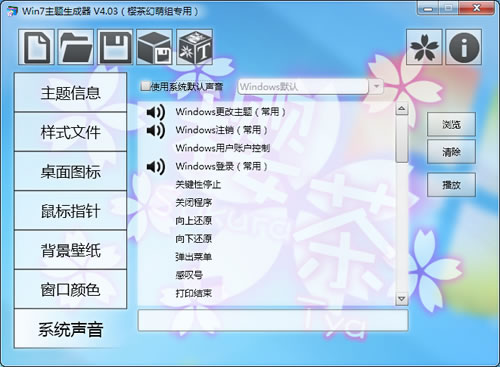 Win7主题生成器 V4.03（樱茶幻萌组专用）
主题信息
样式文件
桌面图标
鼠标指针
背景壁纸
窗口颜色
系统声音
使用系统默认声音
Windows默认
Windows更改主题（常用）
Windows注销（常用）
Windows用户账户控制
Windows登录（常用）
关键性停止
关闭程序
向上还原
向下还原
弹出菜单
感叹号
打印结束
浏览
清除
播放
茶
Tya